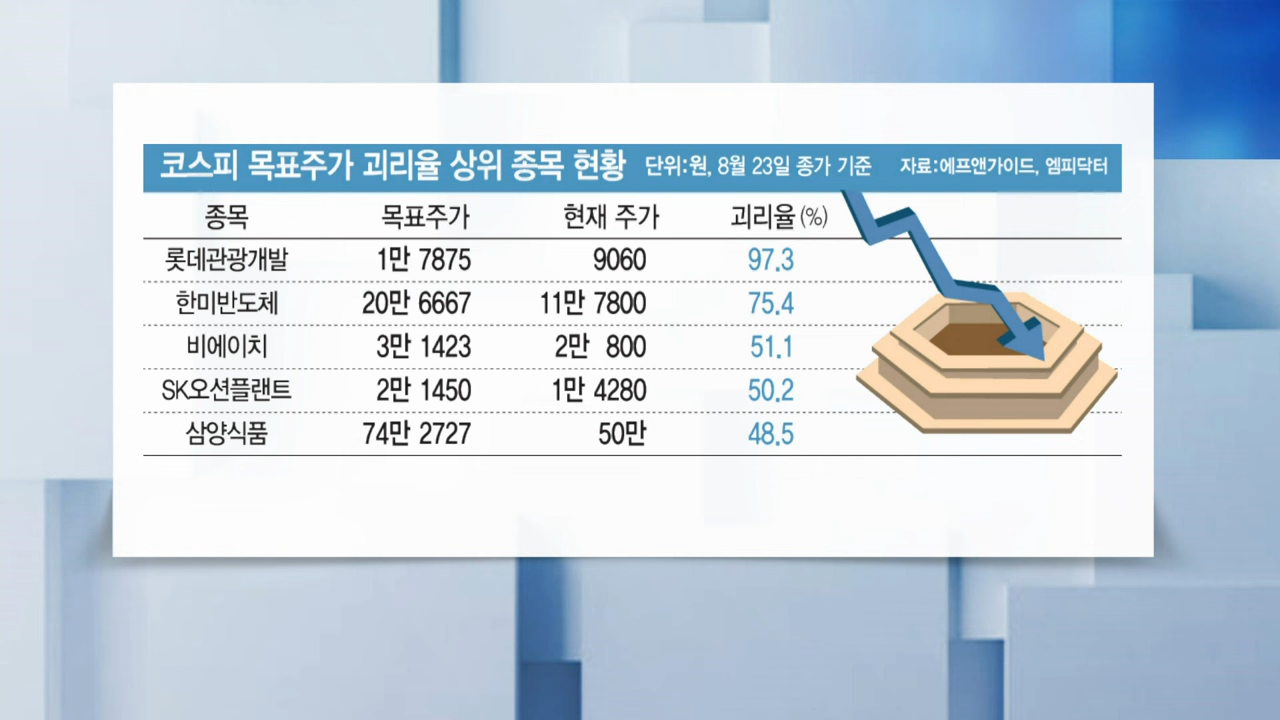 코스피 목표주가 괴리율 상위 종목 현황 단위:원, 8월 23일 종가 기준 자료:에프앤가이드, 엠피닥터
종목 목표주가 현재 주가 괴리율(%)
롯데관광개발 1만 7875 9060 97.3
한미반도체 20만 6667 11만 7800 75.4
비에이치 3만 1423 2만 800 51.1
SK오션플랜트 2만 1450 1만 4280 50.2
삼양식품 74만 2727 50만 48.5